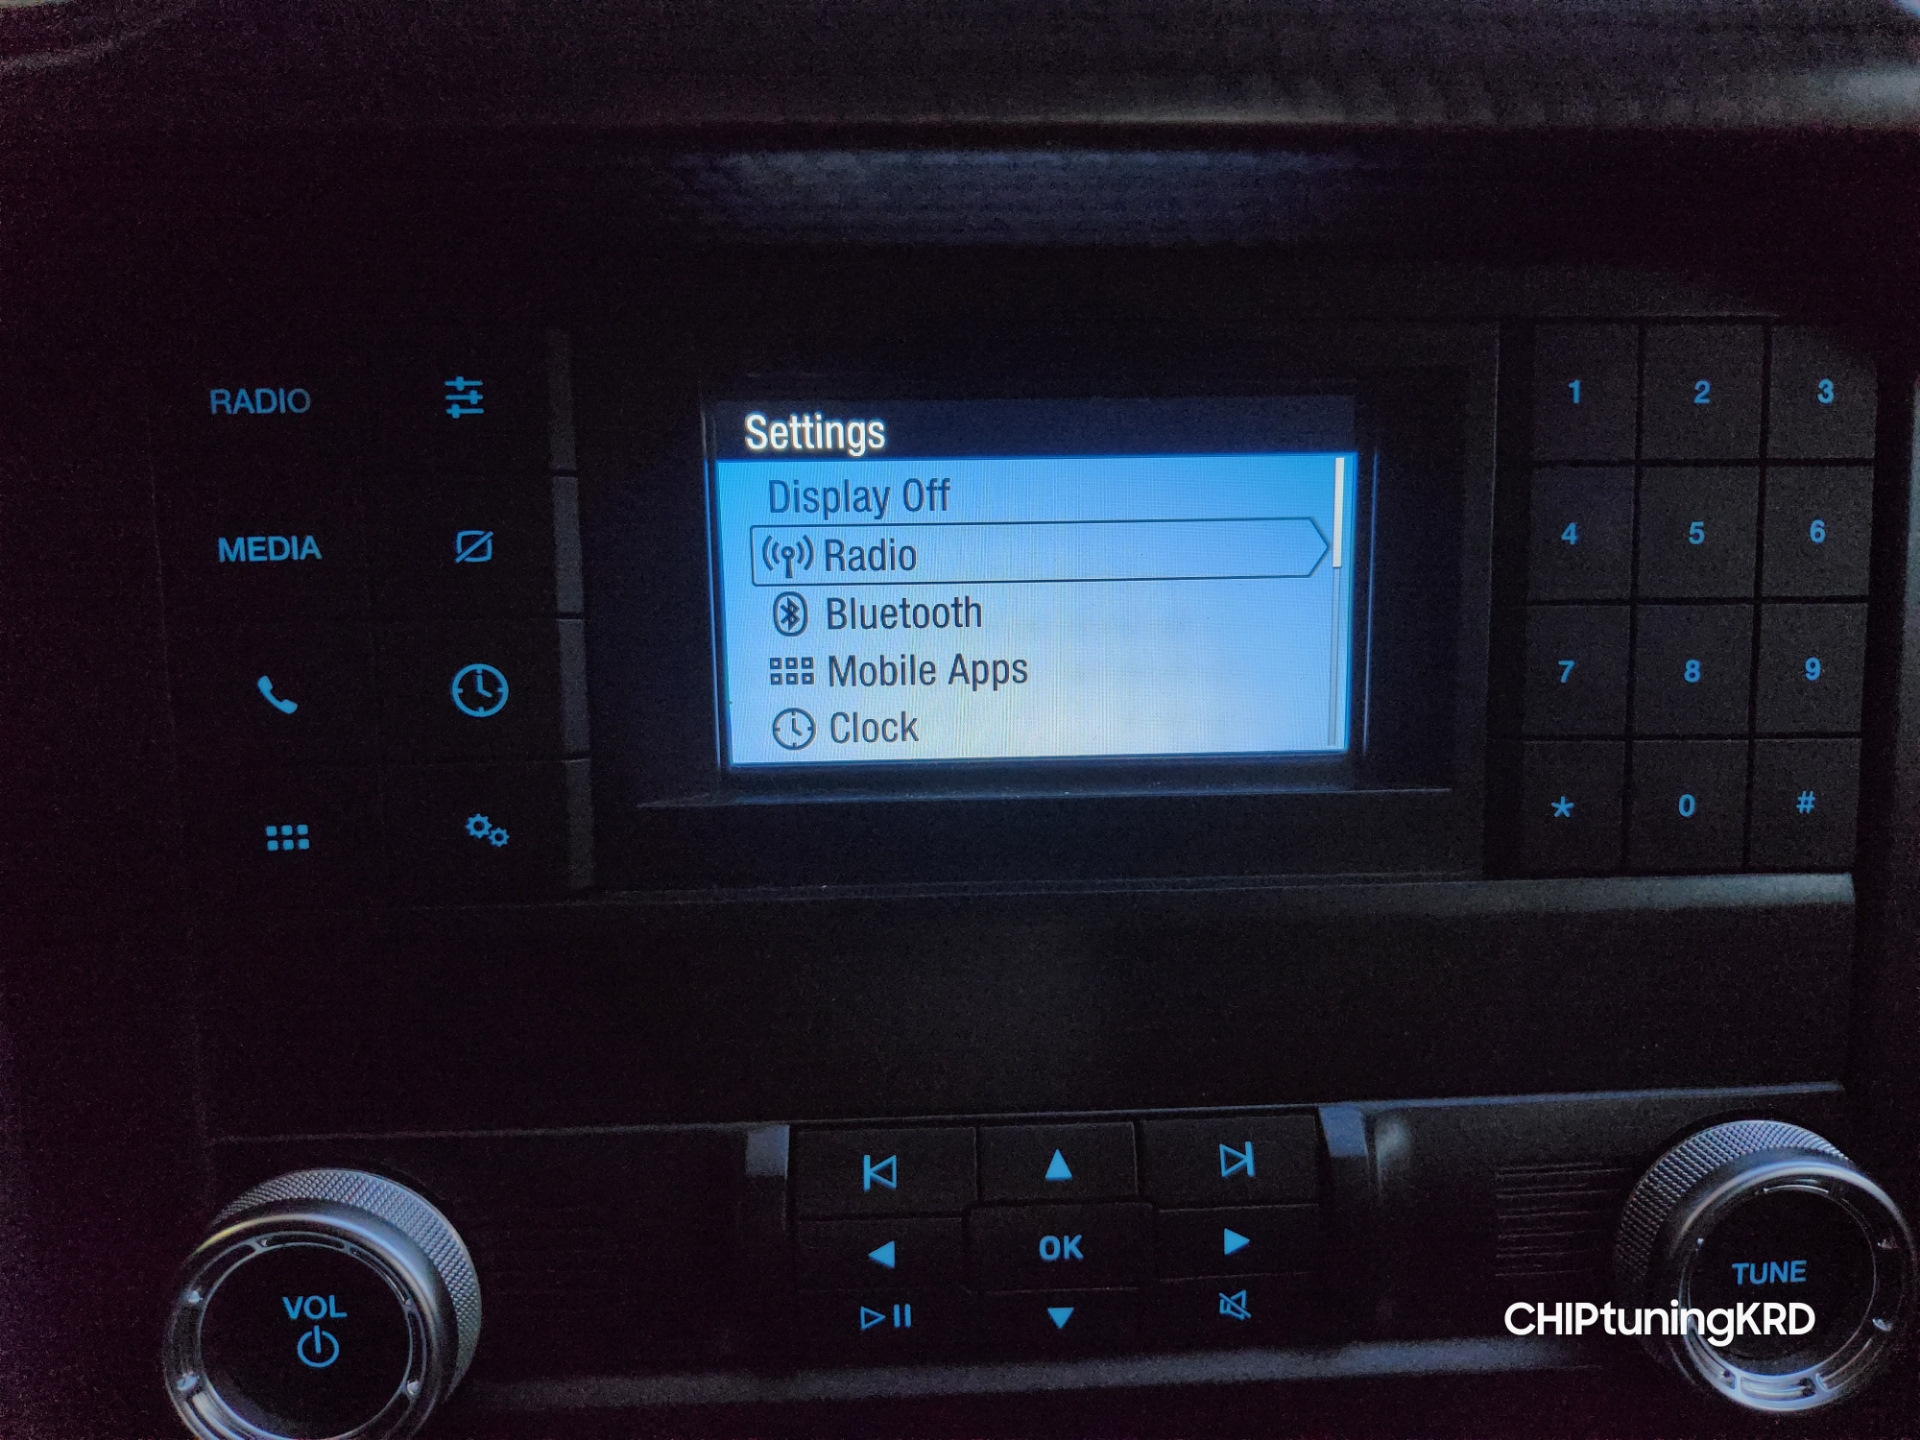 RADIO
MEDIA
Settings
Display Off
Radio
Bluetooth
Mobile Apps
Clock
1 2 3
4 5 6
7 8 9
* 0 #
OK
VOL
TUNE
CHIPtuningKRD